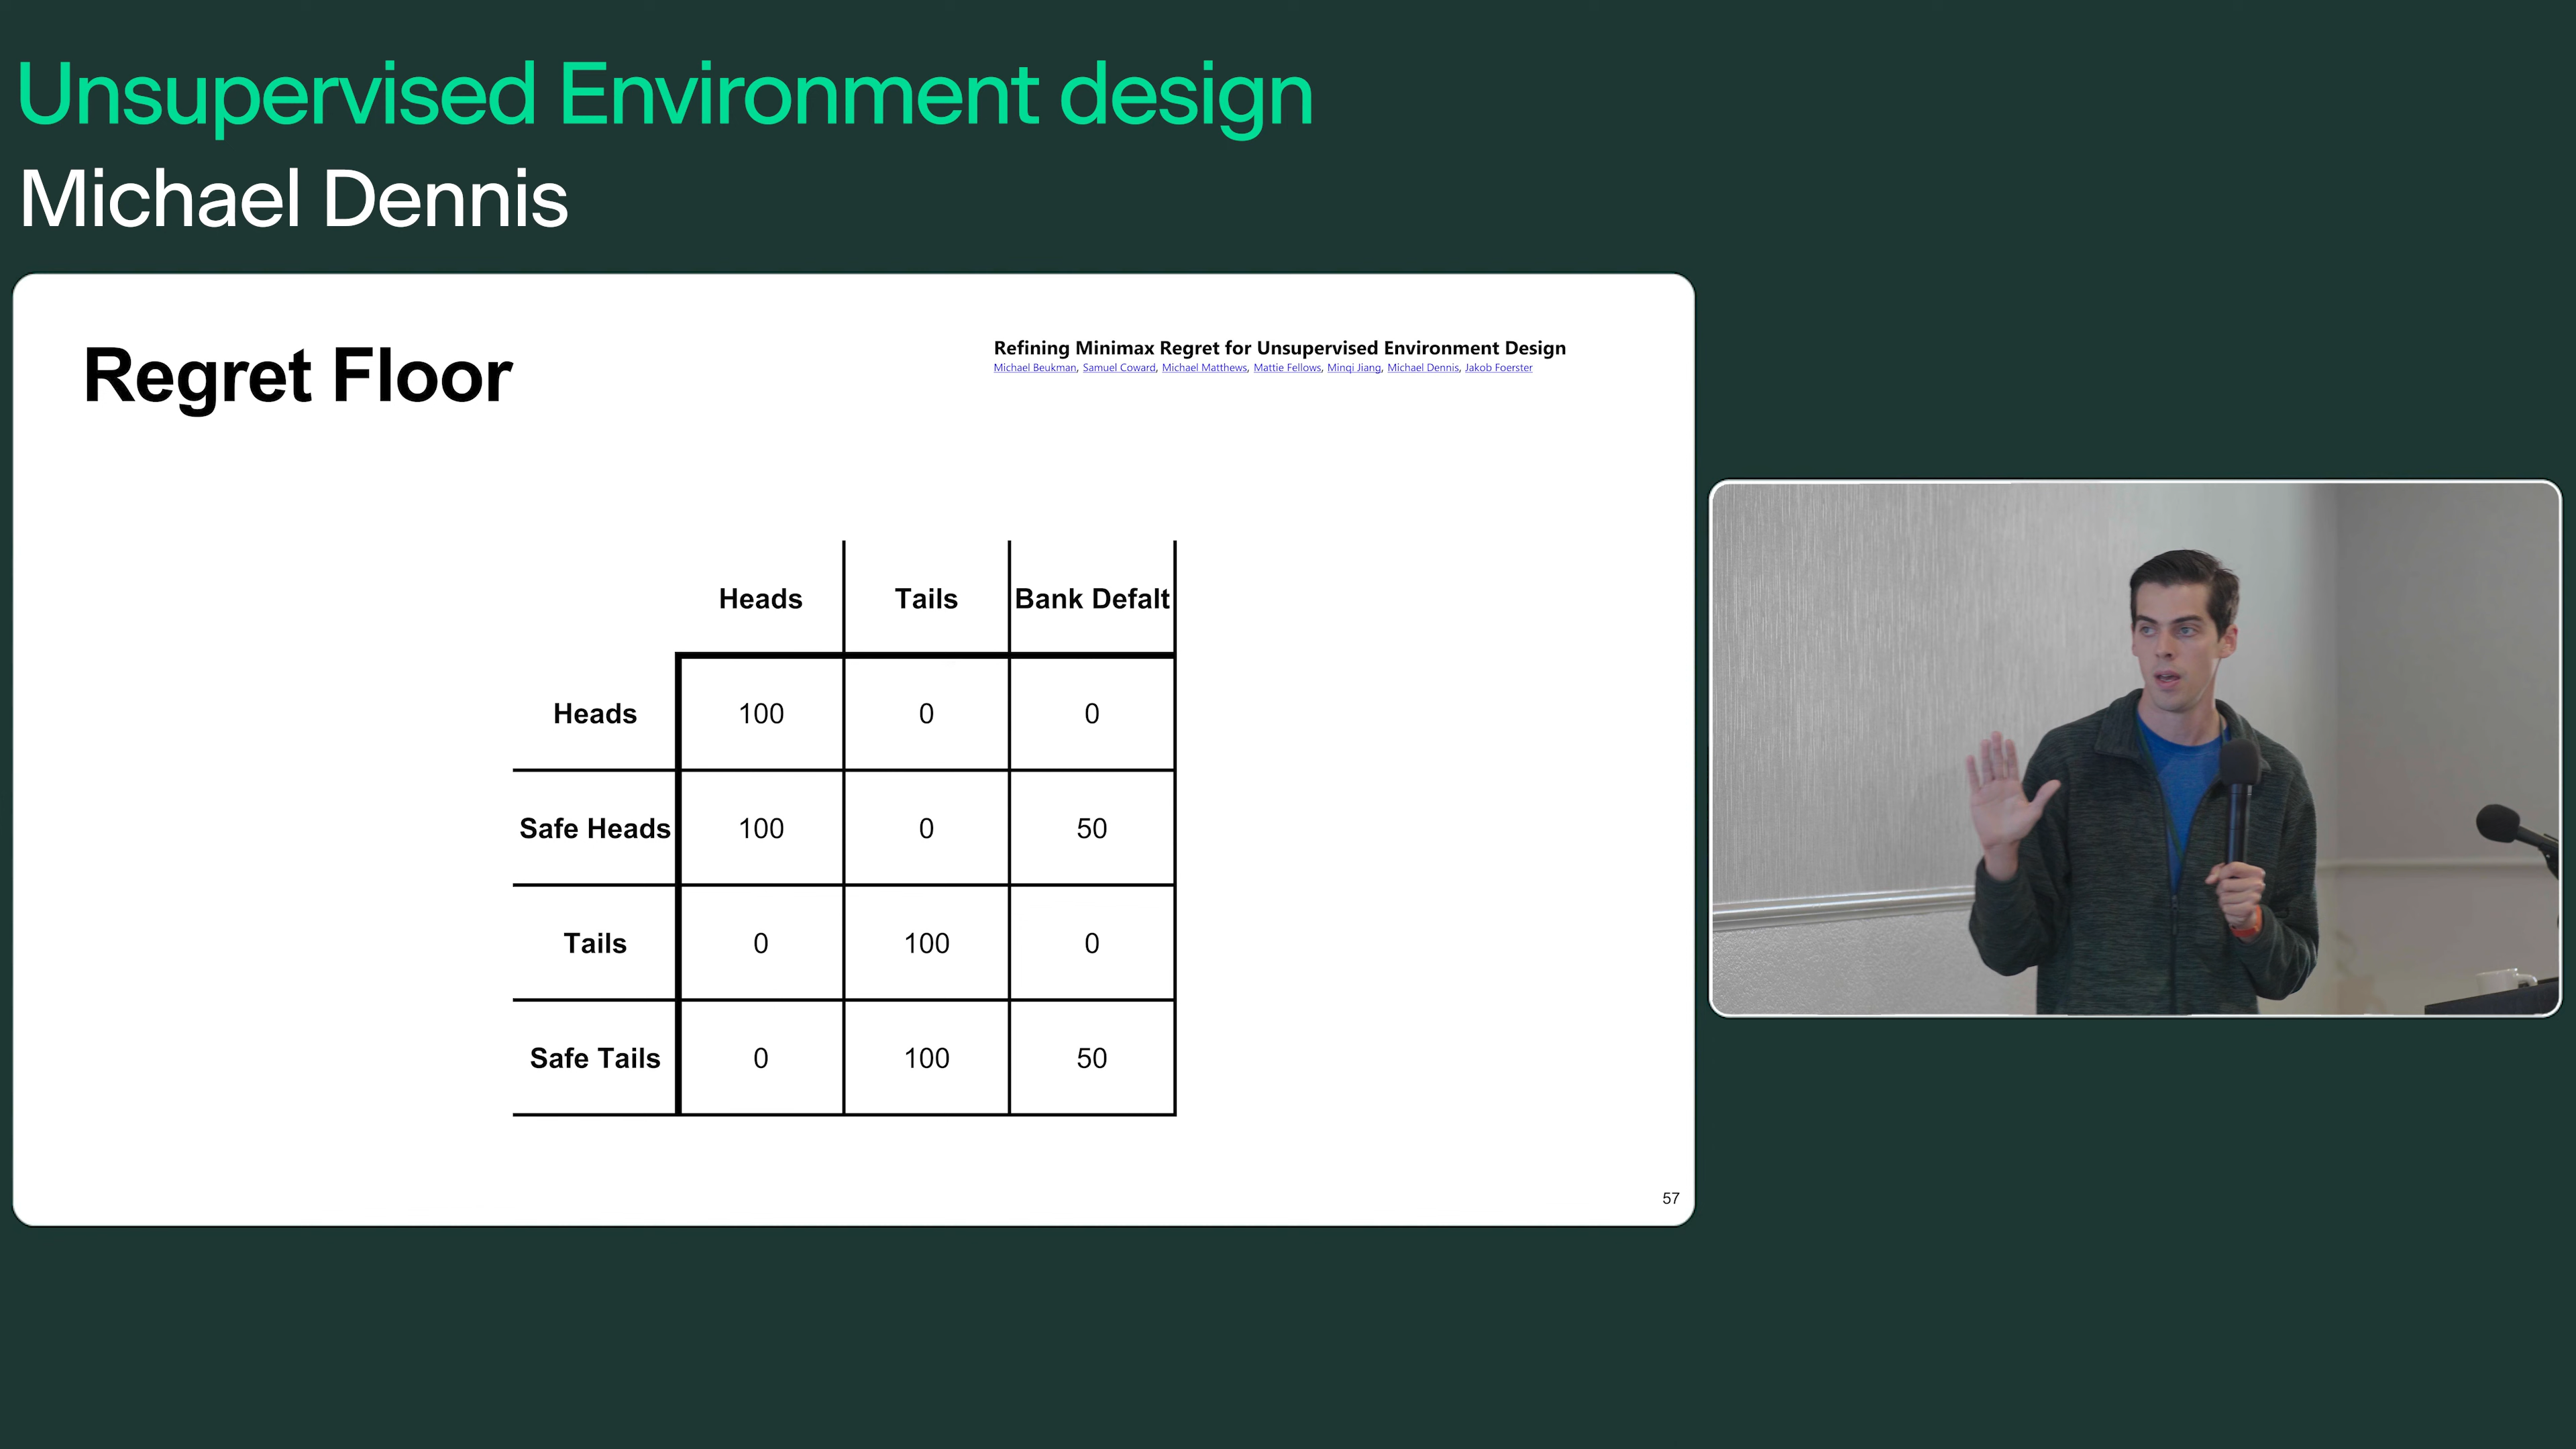 Unsupervised Environment design
Michael Dennis
Regret Floor
Refining Minimax Regret for Unsupervised Environment Design
Michael Beukman, Samuel Coward, Michael Matthews, Mattie Fellows, Minqi Jiang, Michael Dennis, Jakob Foerster
Heads Tails Bank Defalt
Heads 100 0 0
Safe Heads 100 0 50
Tails 0 100 0
Safe Tails 0 100 50
57